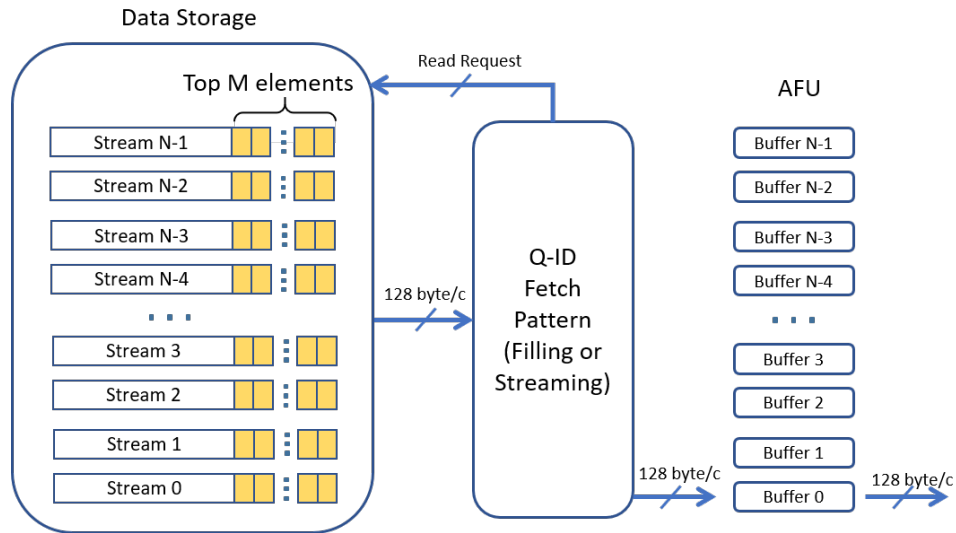 Data Storage
Top M elements
Stream N-1
Stream N-2
Stream N-3
Stream N-4
. . .
Stream 3
Stream 2
Stream 1
Stream 0
Read Request
128 byte/c
Q-ID
Fetch
Pattern
(Filling or
Streaming)
128 byte/c
AFU
Buffer N-1
Buffer N-2
Buffer N-3
Buffer N-4
. . .
Buffer 3
Buffer 2
Buffer 1
Buffer 0
128 byte/c